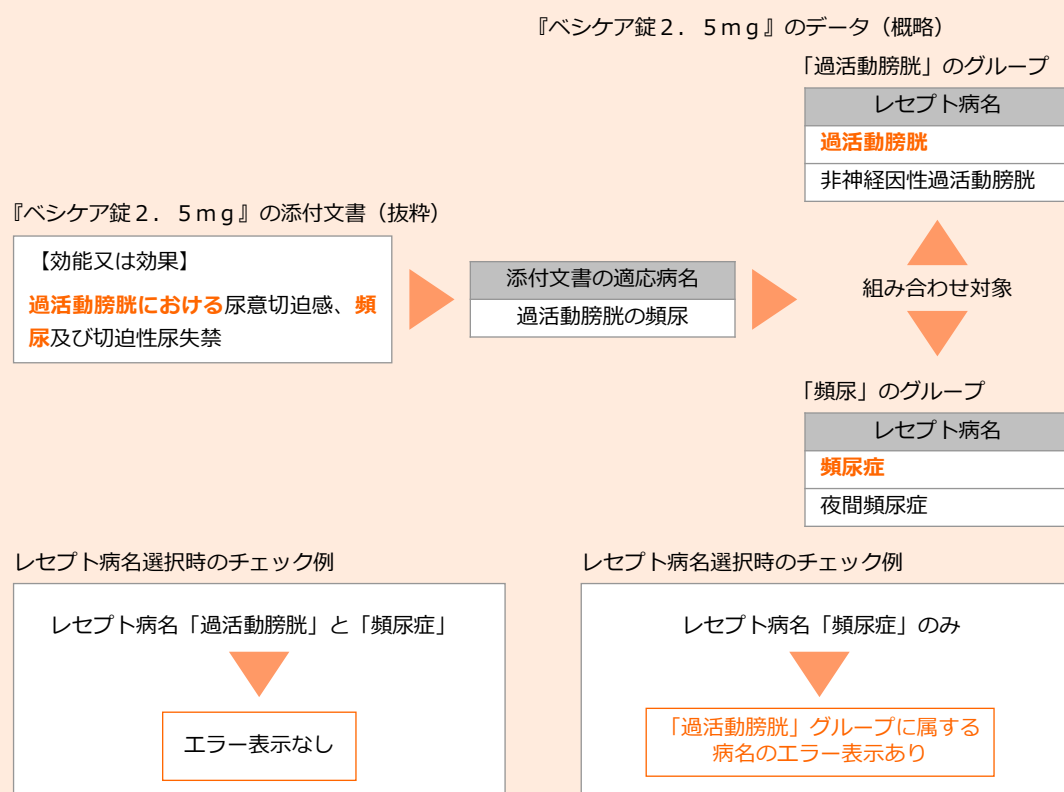 『ベシケア錠２．５ｍｇ』のデータ（概略）
「過活動膀胱」のグループ
レセプト病名
過活動膀胱
非神経因性過活動膀胱
『ベシケア錠２．５ｍｇ』の添付文書（抜粋）
【効能又は効果】
過活動膀胱における尿意切迫感、頻
尿及び切迫性尿失禁
添付文書の適応病名
過活動膀胱の頻尿
組み合わせ対象
「頻尿」のグループ
レセプト病名
頻尿症
夜間頻尿症
レセプト病名選択時のチェック例
レセプト病名「過活動膀胱」と「頻尿症」
エラー表示なし
レセプト病名選択時のチェック例
レセプト病名「頻尿症」のみ
「過活動膀胱」グループに属する
病名のエラー表示あり